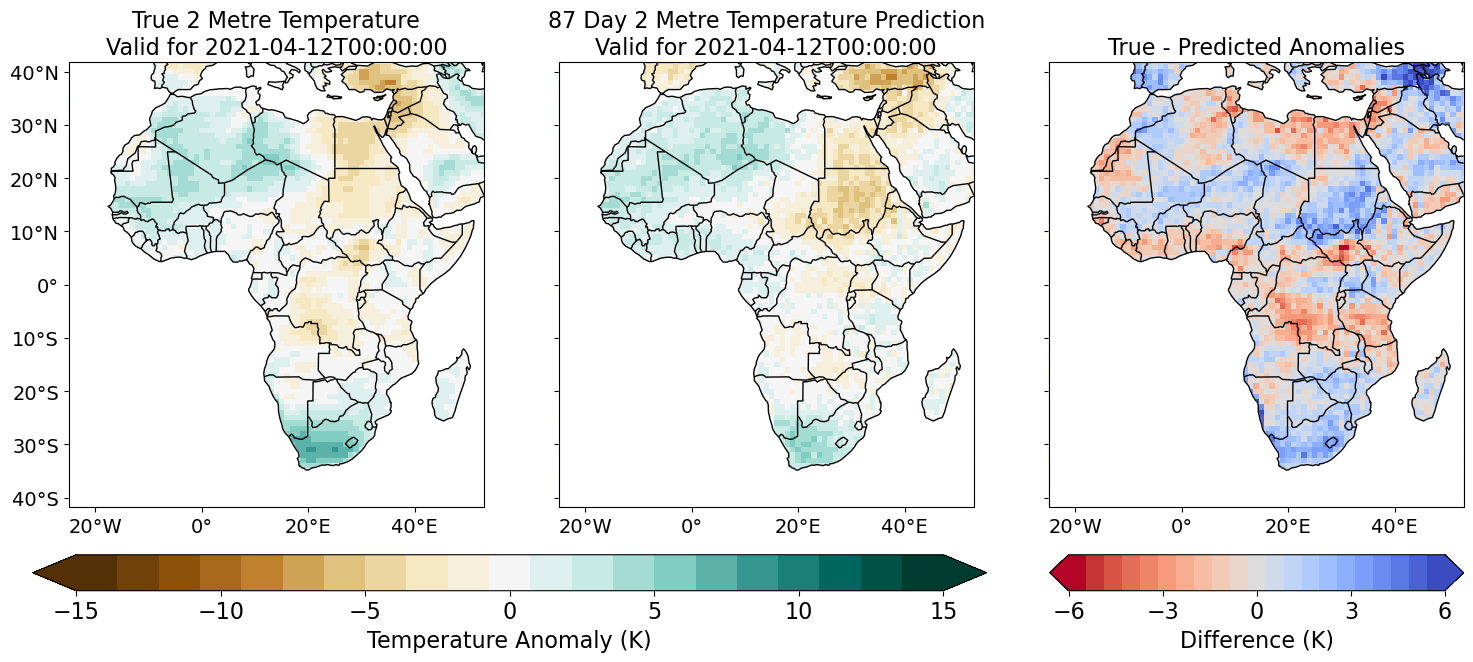 True 2 Metre Temperature
Valid for 2021-04-12T00:00:00
87 Day 2 Metre Temperature Prediction
Valid for 2021-04-12T00:00:00
True - Predicted Anomalies
40°N
30°N
20°N
10°N
0°
10°S
20°S
30°S
40°S
20°W 0° 20°E 40°E
20°W 0° 20°E 40°E
20°W 0° 20°E 40°E
−15 −10 −5 0 5 10 15
Temperature Anomaly (K)
−6 −3 0 3 6
Difference (K)